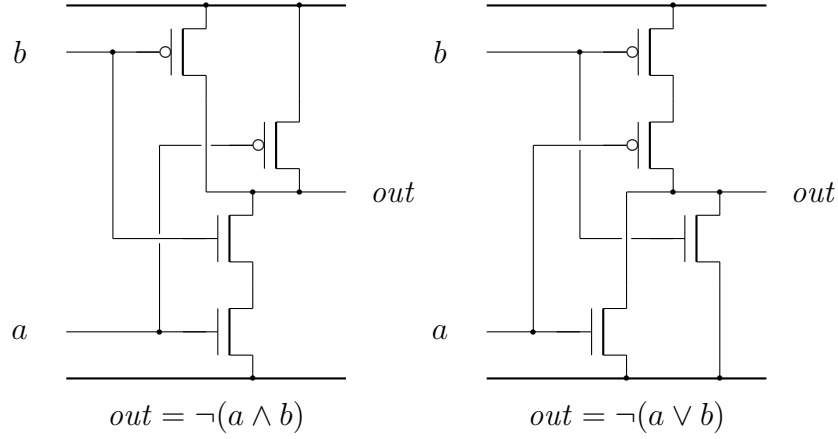 b
a
out
out = ¬(a ∧ b)
b
a
out
out = ¬(a ∨ b)